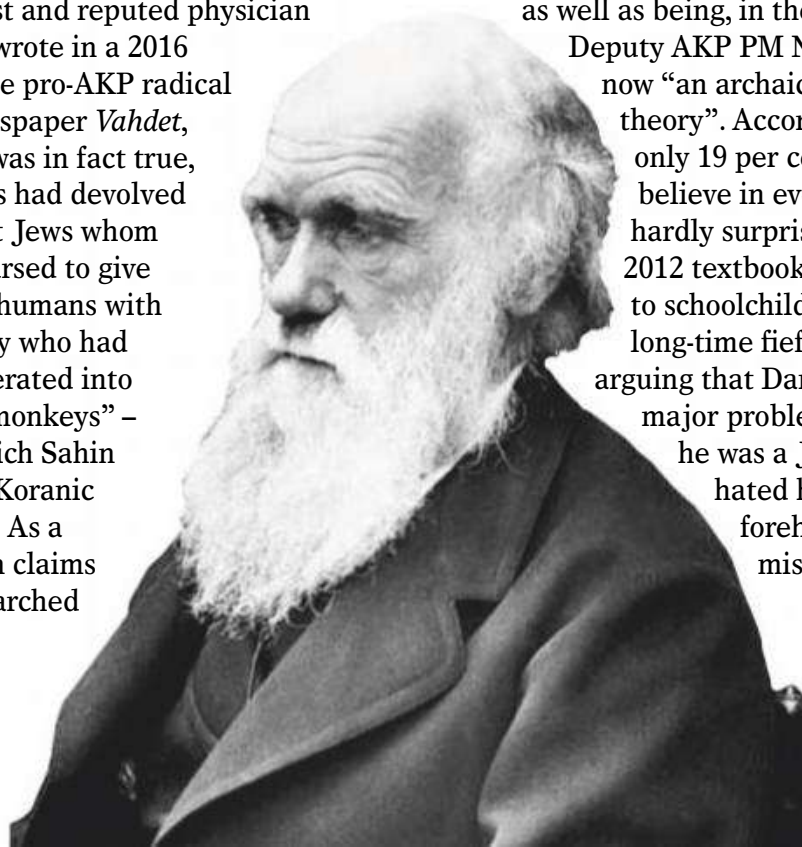 st and reputed physician
wrote in a 2016
e pro-AKP radical
spaper Vahdet,
was in fact true,
s had devolved
t Jews whom
rsed to give
humans with
y who had
erated into
monkeys” –
ich Sahin
Koranic
As a
n claims
arched
as well as being, in the
Deputy AKP PM N
now “an archaic
theory”. Accor
only 19 per ce
believe in ev
hardly surpris
2012 textbook
to schoolchild
long-time fief
arguing that Dar
major proble
he was a J
hated h
foreh
mis